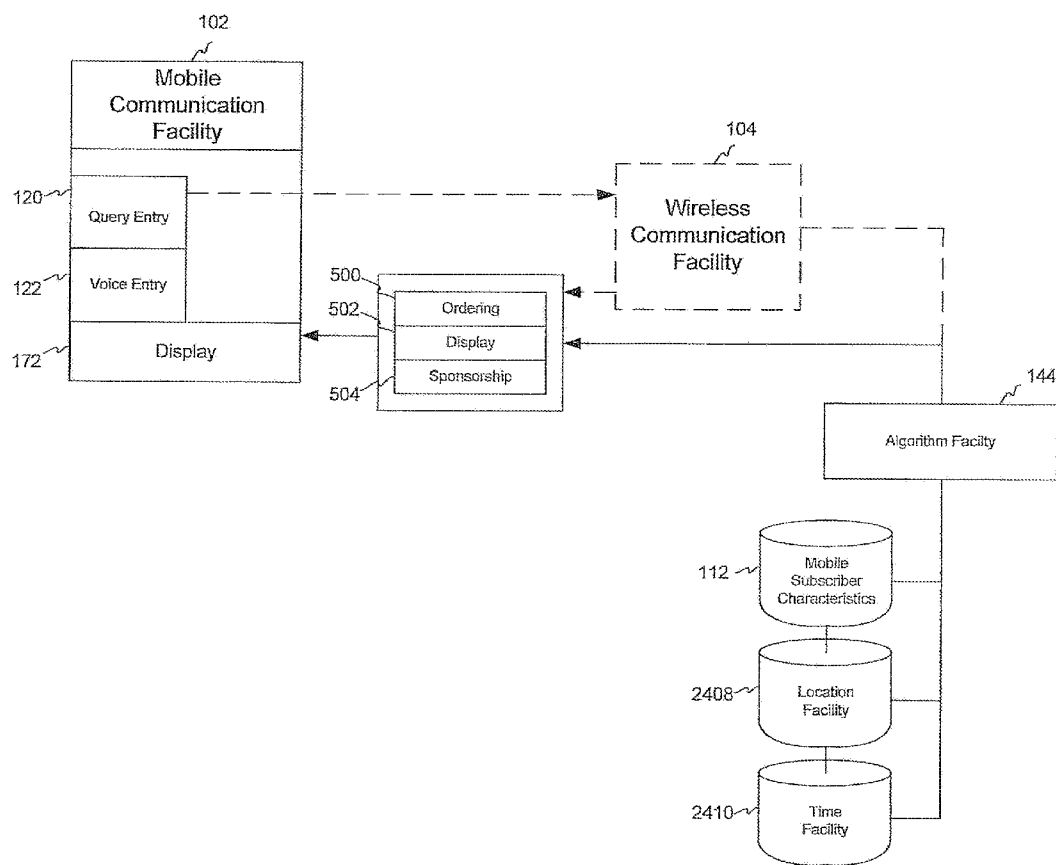 102
Mobile
Communication
Facility
104
120
Query Entry
Wireless
Communication
Facility
122
Voice Entry
500
Ordering
502
Display
172
Display
504
Sponsorship
144
Algorithm Facilty
112
Mobile
Subscriber
Characteristics
2408
Location
Facility
2410
Time
Facility